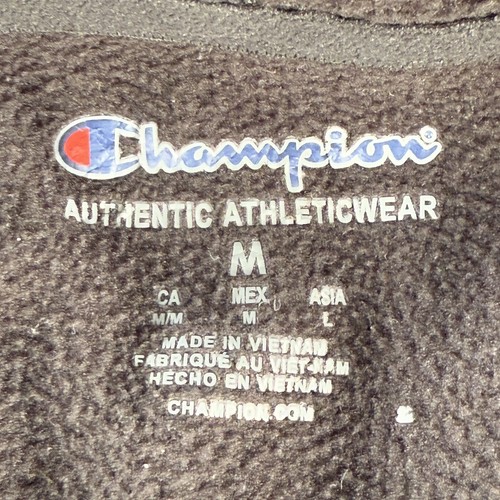 Champion®
AUTHENTIC ATHLETICWEAR
M
CA MEX ASIA
M/M M L
MADE IN VIETNAM
FABRIQUÉ AU VIET-NAM
HECHO EN VIETNAM
CHAMPION.COM